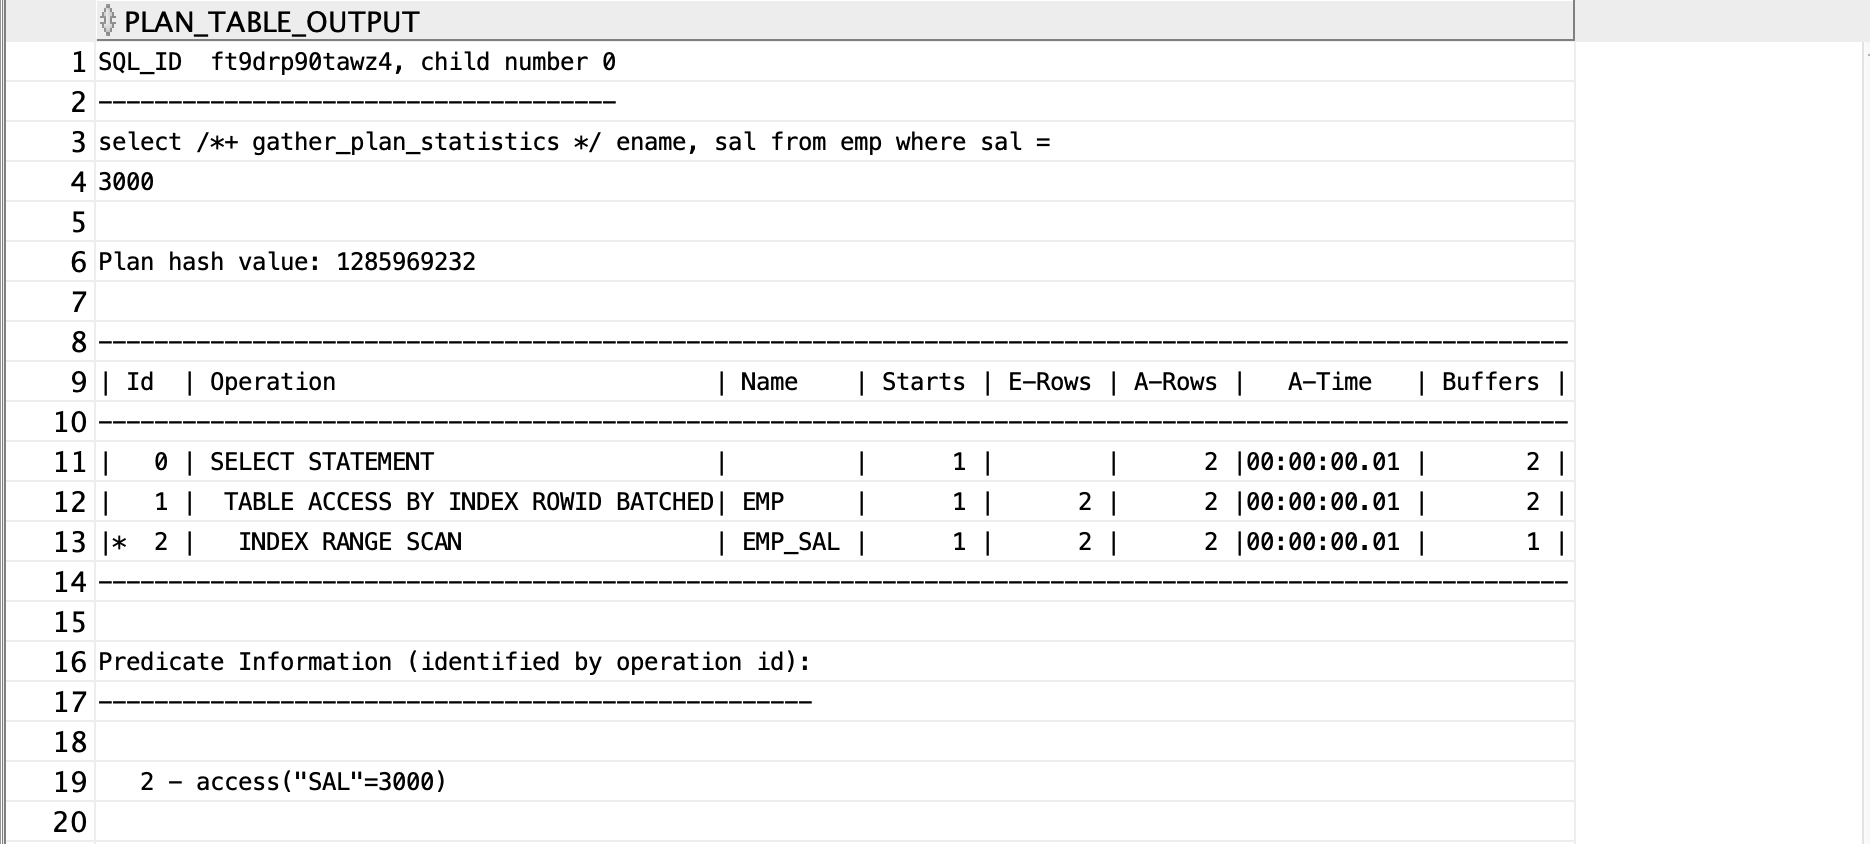 PLAN_TABLE_OUTPUT
1 SQL_ID  ft9drp90tawz4, child number 0
2 -------------------------------------
3 select /*+ gather_plan_statistics */ ename, sal from emp where sal =
4 3000
5
6 Plan hash value: 1285969232
7
8 ---------------------------------------------------------------------------------------------------------
9 | Id  | Operation                           | Name    | Starts | E-Rows | A-Rows |   A-Time   | Buffers |
10 ---------------------------------------------------------------------------------------------------------
11 |   0 | SELECT STATEMENT                    |         |      1 |        |      2 |00:00:00.01 |       2 |
12 |   1 |  TABLE ACCESS BY INDEX ROWID BATCHED| EMP     |      1 |      2 |      2 |00:00:00.01 |       2 |
13 |*  2 |   INDEX RANGE SCAN                  | EMP_SAL |      1 |      2 |      2 |00:00:00.01 |       1 |
14 ---------------------------------------------------------------------------------------------------------
15
16 Predicate Information (identified by operation id):
17 ---------------------------------------------------
18
19    2 - access("SAL"=3000)
20